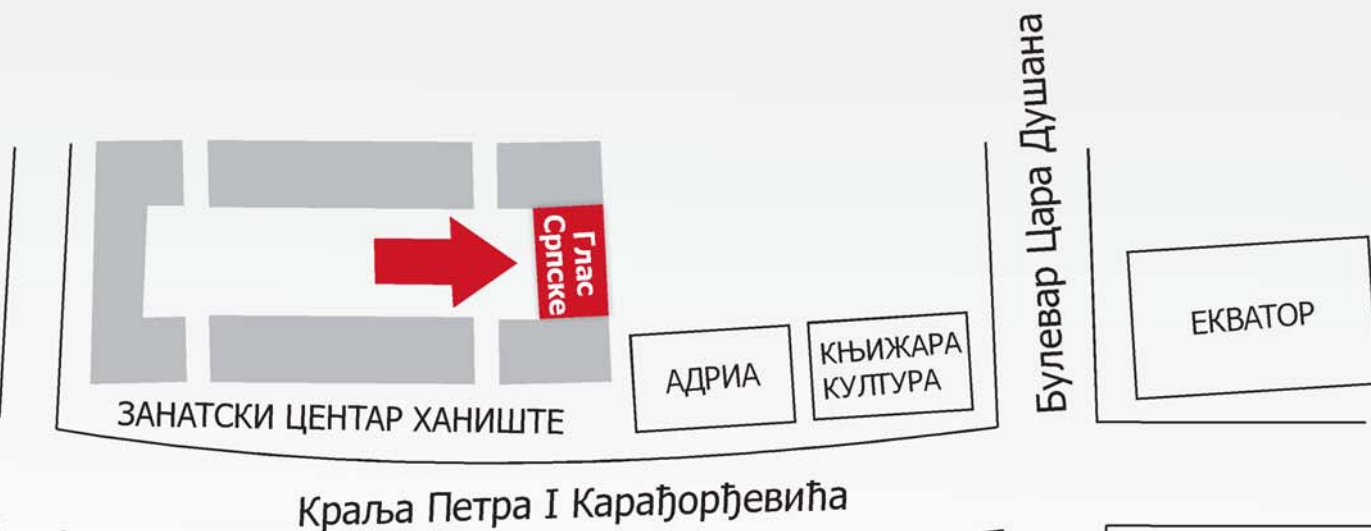 Глас
Српске
ЗАНАТСКИ ЦЕНТАР ХАНИШТЕ
АДРИА
КЊИЖАРА
КУЛТУРА
Булевар Цара Душана
ЕКВАТОР
Краља Петра I Карађорђевића